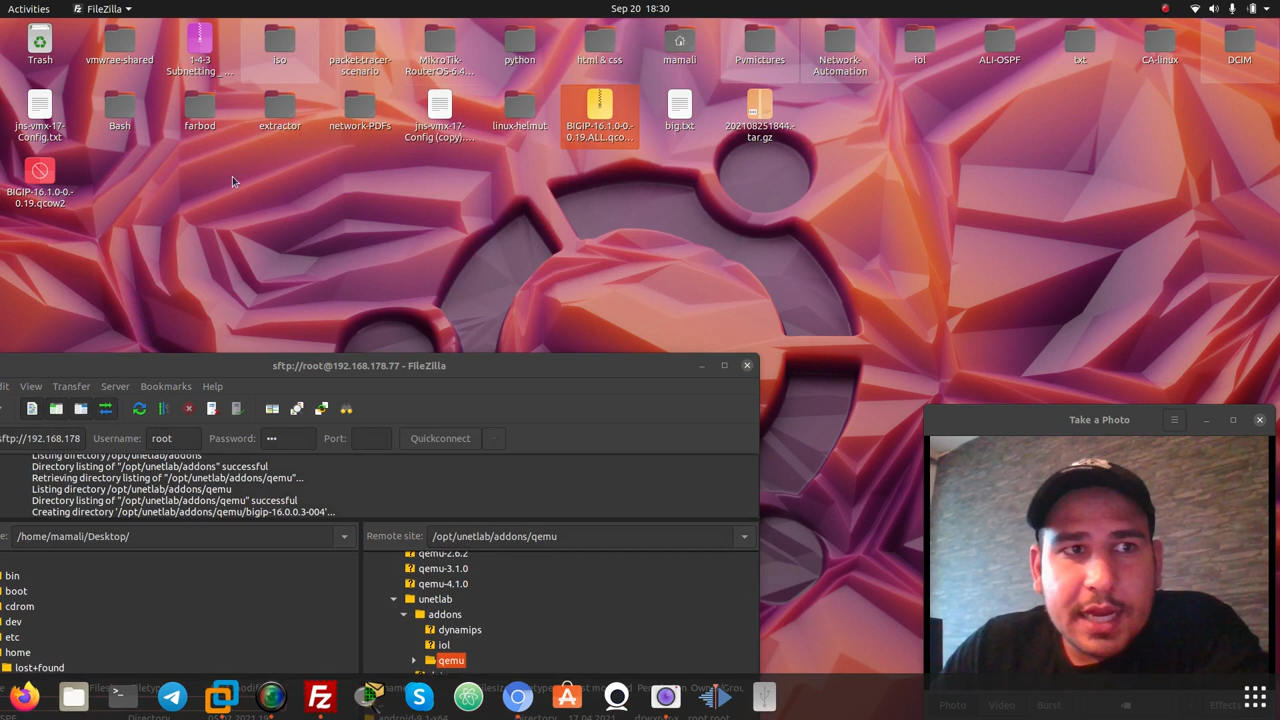 Activities
FileZilla
Sep 20 18:30
Trash
vmwrae-shared
1-4-3
Subnetting_...
iso
packet-tracer-
scenario
MikroTik-
RouterOS-6.4...
python
html & css
mamali
Pvmictures
Network-
Automation
iol
ALI-OSPF
txt
CA-linux
DCIM
jns-vmx-17-
Config.txt
Bash
farbod
extractor
network-PDFs
jns-vmx-17-
Config (copy)....
linux-helmut
BIGIP-16.1.0-0.-
0.19.ALL.qco...
big.txt
202108251844.-
tar.gz
BIGIP-16.1.0-0.-
0.19.qcow2
sftp://root@192.168.178.77 - FileZilla
dit View Transfer Server Bookmarks Help
sftp://192.168.178 Username: root Password: ••• Port: Quickconnect
Listing directory /opt/unetlab/addons
Directory listing of "/opt/unetlab/addons" successful
Retrieving directory listing of "/opt/unetlab/addons/qemu"...
Listing directory /opt/unetlab/addons/qemu
Directory listing of "/opt/unetlab/addons/qemu" successful
Creating directory '/opt/unetlab/addons/qemu/bigip-16.0.0.3-004'...
e: /home/mamali/Desktop/
bin
boot
cdrom
dev
etc
home
lost+found
Remote site: /opt/unetlab/addons/qemu
qemu-2.6.2
qemu-3.1.0
qemu-4.1.0
unetlab
addons
dynamips
iol
qemu
Take a Photo
Photo Video Burst Effects